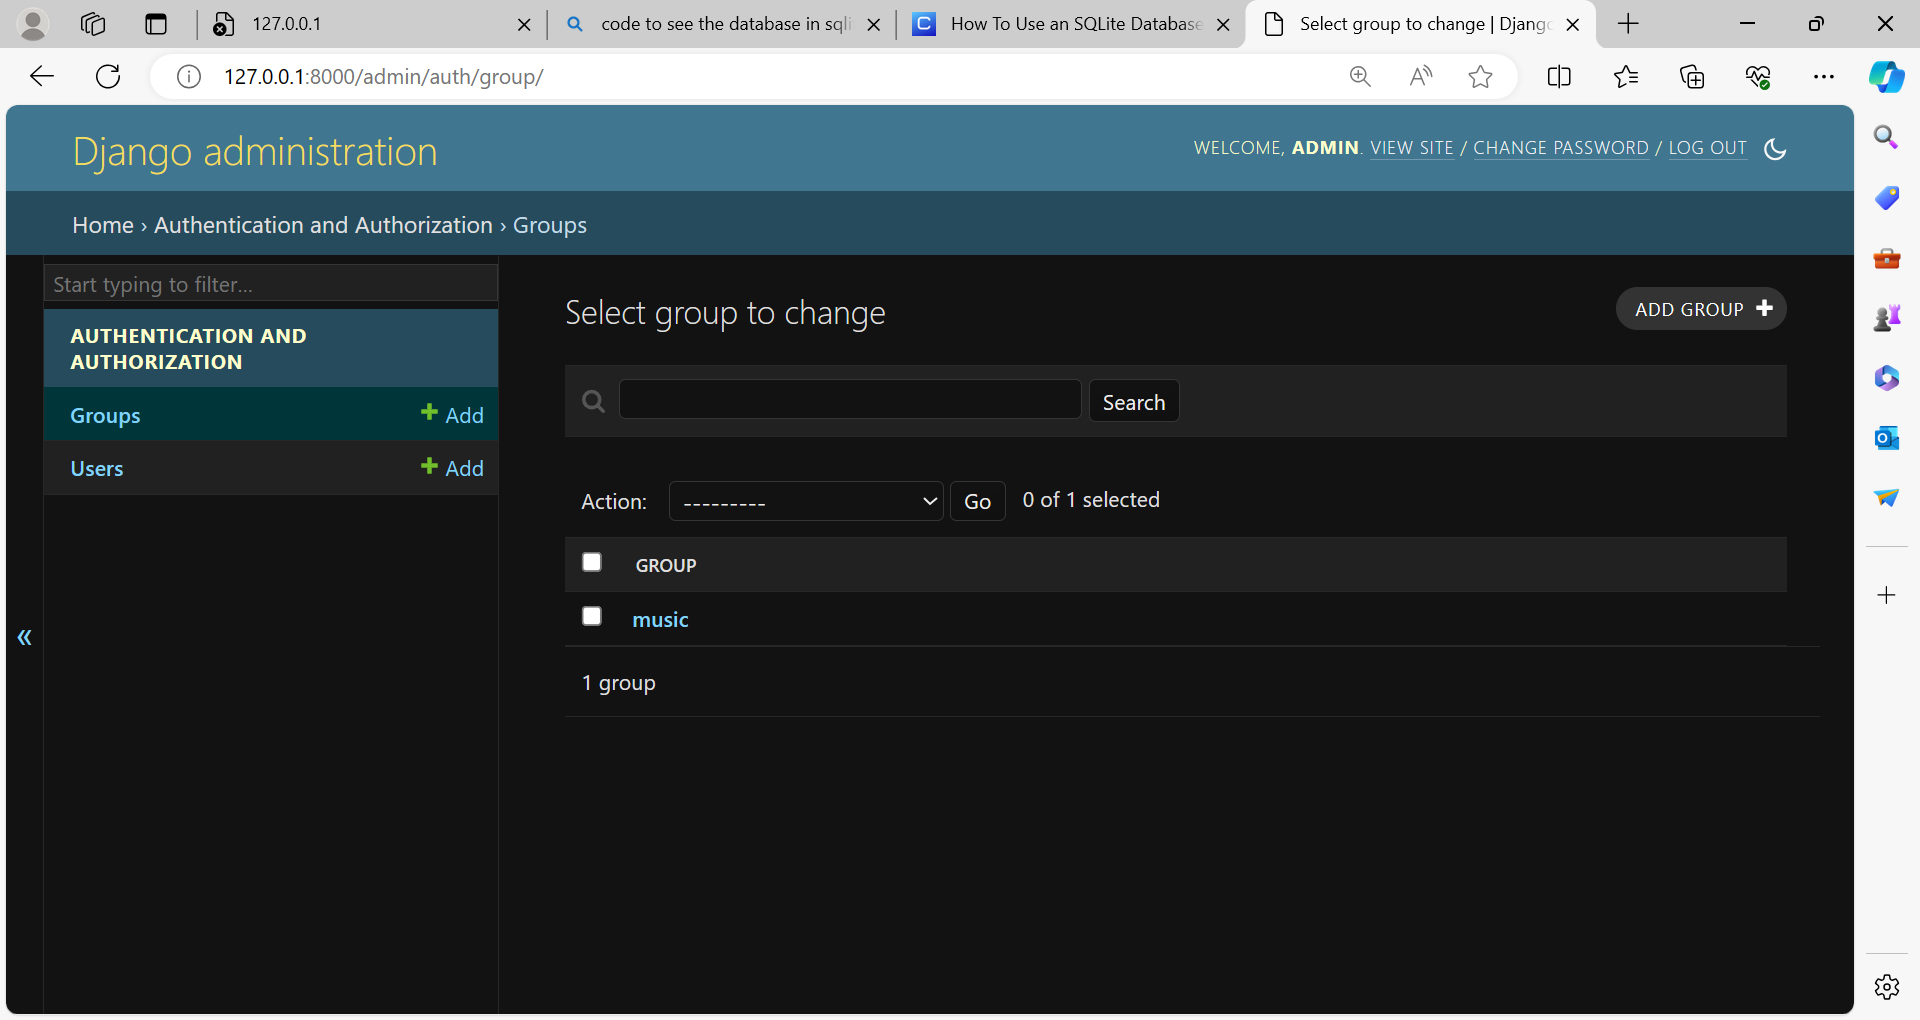 127.0.0.1
code to see the database in sqli
How To Use an SQLite Database
Select group to change | Django
127.0.0.1:8000/admin/auth/group/
Django administration
WELCOME, ADMIN. VIEW SITE / CHANGE PASSWORD / LOG OUT
Home › Authentication and Authorization › Groups
Start typing to filter...
AUTHENTICATION AND
AUTHORIZATION
Groups + Add
Users + Add
«
Select group to change
ADD GROUP +
Search
Action: --------- Go 0 of 1 selected
GROUP
music
1 group